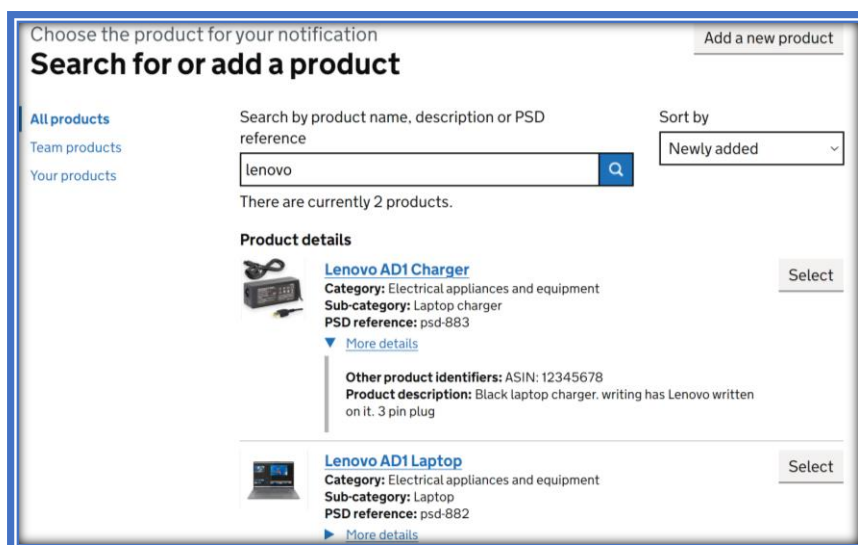 Choose the product for your notification
Add a new product
Search for or add a product
All products
Team products
Your products
Search by product name, description or PSD
reference
Sort by
Newly added
lenovo
There are currently 2 products.
Product details
Lenovo AD1 Charger
Select
Category: Electrical appliances and equipment
Sub-category: Laptop charger
PSD reference: psd-883
More details
Other product identifiers: ASIN: 12345678
Product description: Black laptop charger. writing has Lenovo written
on it. 3 pin plug
Lenovo AD1 Laptop
Select
Category: Electrical appliances and equipment
Sub-category: Laptop
PSD reference: psd-882
More details